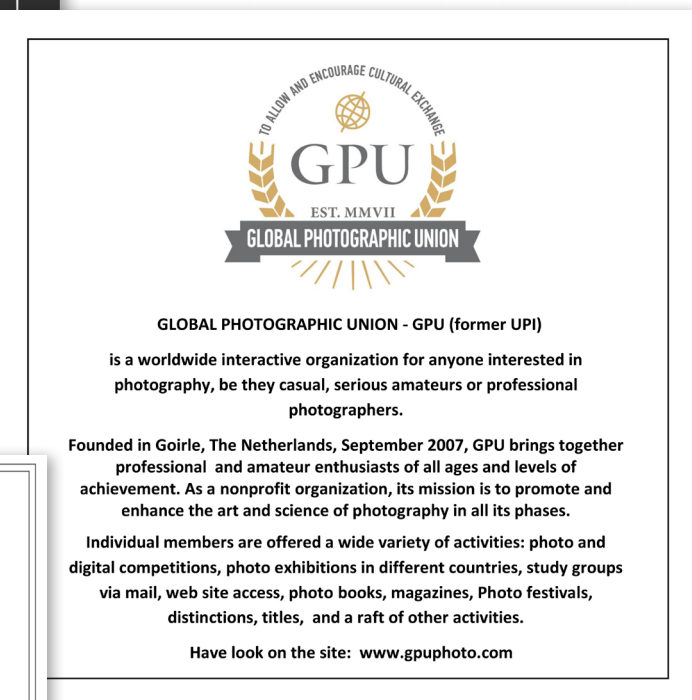 TO ALLOW AND ENCOURAGE CULTURAL EXCHANGE
GPU
EST. MMVII
GLOBAL PHOTOGRAPHIC UNION
GLOBAL PHOTOGRAPHIC UNION - GPU (former UPI)
is a worldwide interactive organization for anyone interested in
photography, be they casual, serious amateurs or professional
photographers.
Founded in Goirle, The Netherlands, September 2007, GPU brings together
professional and amateur enthusiasts of all ages and levels of
achievement. As a nonprofit organization, its mission is to promote and
enhance the art and science of photography in all its phases.
Individual members are offered a wide variety of activities: photo and
digital competitions, photo exhibitions in different countries, study groups
via mail, web site access, photo books, magazines, Photo festivals,
distinctions, titles, and a raft of other activities.
Have look on the site: www.gpuphoto.com